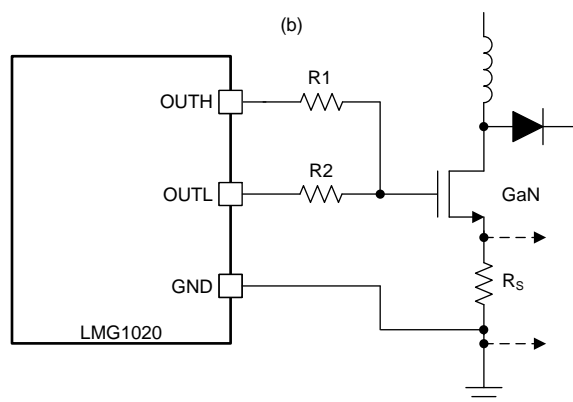 (b)
R1
OUTH
R2
OUTL
GaN
GND
RS
LMG1020